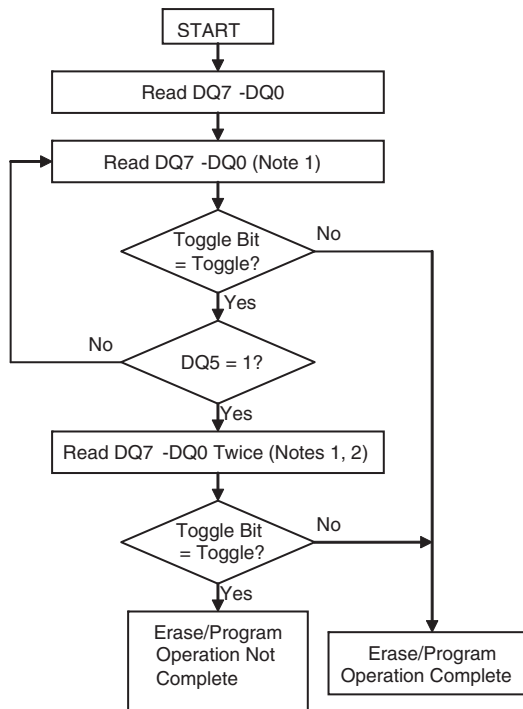 START
Read DQ7 -DQ0
Read DQ7 -DQ0 (Note 1)
Toggle Bit
= Toggle?
No
Yes
No
DQ5 = 1?
Yes
Read DQ7 -DQ0 Twice (Notes 1, 2)
Toggle Bit
= Toggle?
No
Yes
Erase/Program
Operation Not
Complete
Erase/Program
Operation Complete